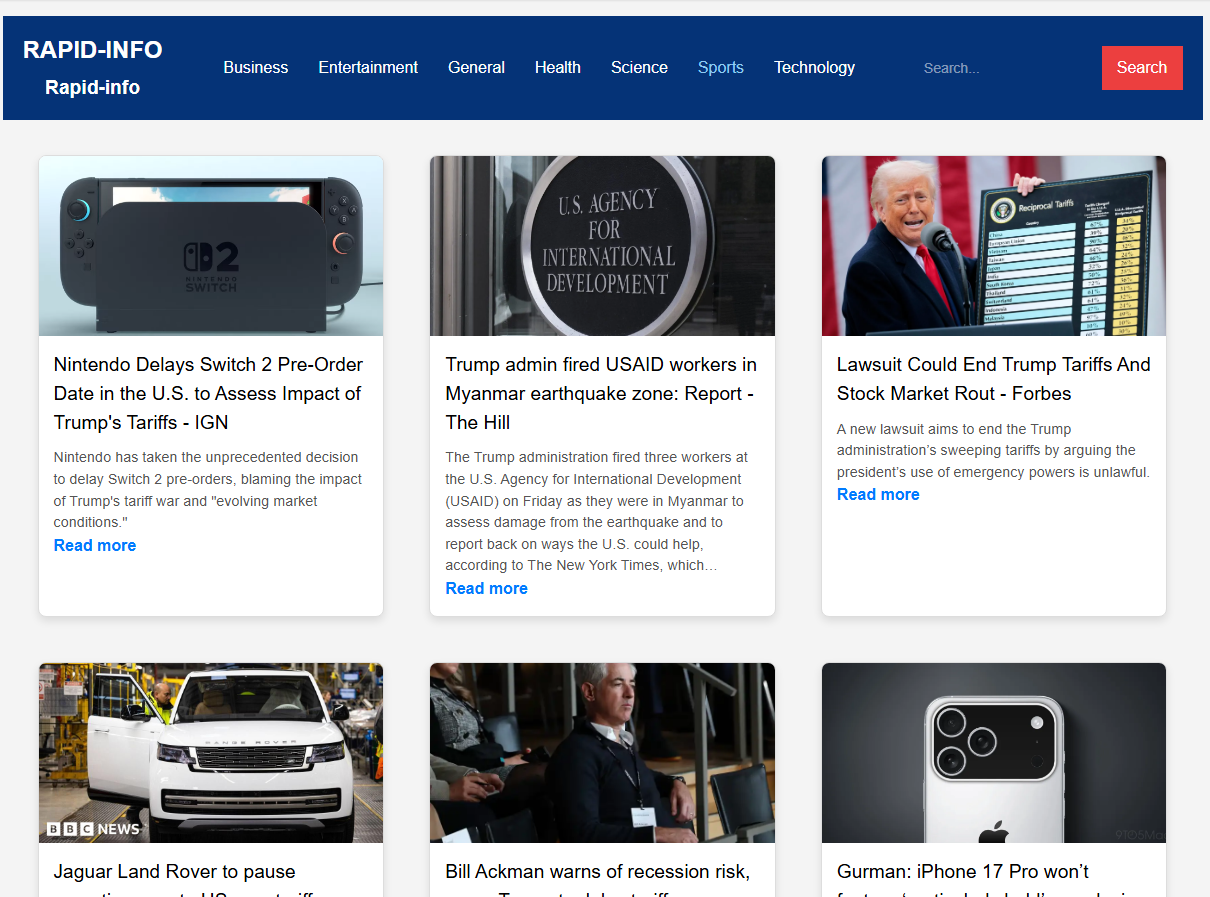 RAPID-INFO
Rapid-info
Business Entertainment General Health Science Sports Technology
Search...
Search
2
NINTENDO
SWITCH
U.S. AGENCY
FOR
INTERNATIONAL
DEVELOPMENT
Reciprocal Tariffs
Nintendo Delays Switch 2 Pre-Order
Date in the U.S. to Assess Impact of
Trump's Tariffs - IGN
Nintendo has taken the unprecedented decision
to delay Switch 2 pre-orders, blaming the impact
of Trump's tariff war and "evolving market
conditions."
Read more
Trump admin fired USAID workers in
Myanmar earthquake zone: Report -
The Hill
The Trump administration fired three workers at
the U.S. Agency for International Development
(USAID) on Friday as they were in Myanmar to
assess damage from the earthquake and to
report back on ways the U.S. could help,
according to The New York Times, which…
Read more
Lawsuit Could End Trump Tariffs And
Stock Market Rout - Forbes
A new lawsuit aims to end the Trump
administration’s sweeping tariffs by arguing the
president’s use of emergency powers is unlawful.
Read more
RANGE ROVER
BBC NEWS
9TO5Mac
Jaguar Land Rover to pause
Bill Ackman warns of recession risk,
Gurman: iPhone 17 Pro won’t